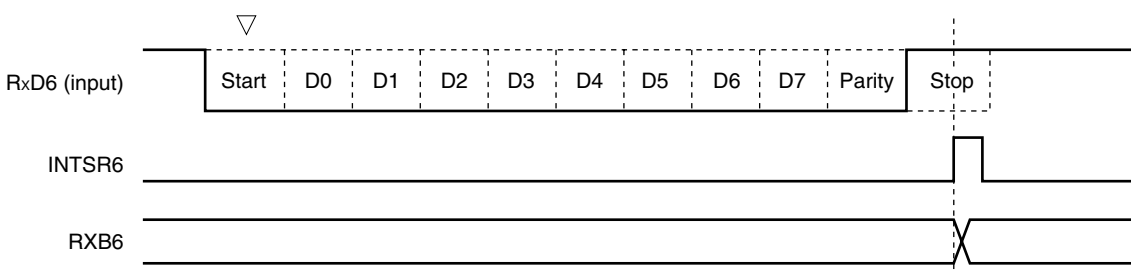 RxD6 (input) Start D0 D1 D2 D3 D4 D5 D6 D7 Parity Stop
INTSR6
RXB6